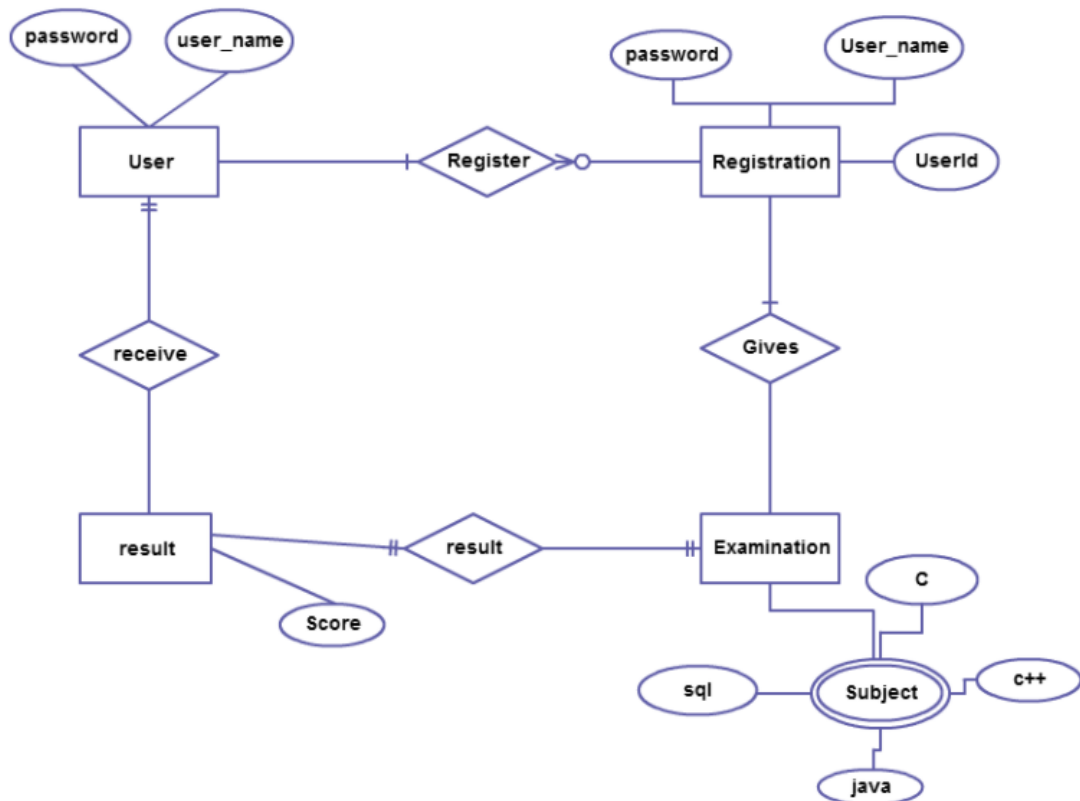 password
user_name
password
User_name
User
Register
Registration
UserId
receive
Gives
result
result
Examination
Score
C
sql
Subject
c++
java